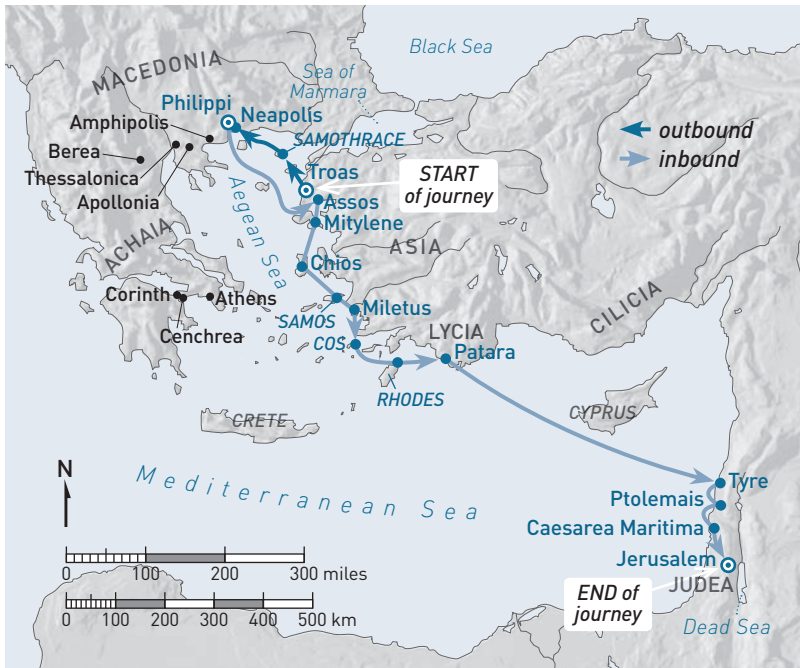 Black Sea
MACEDONIA
Sea of
Marmara
Philippi
Neapolis
Amphipolis
SAMOTHRACE
Berea
Thessalonica
Apollonia
Troas
START
of journey
outbound
inbound
Aegean Sea
Assos
Mitylene
ASIA
ACHAIA
Chios
CILICIA
Corinth
Athens
Cenchrea
SAMOS
Miletus
COS
LYCIA
Patara
RHODES
CRETE
CYPRUS
N
Mediterranean Sea
Tyre
Ptolemais
Caesarea Maritima
Jerusalem
JUDEA
END of
journey
Dead Sea
0 100 200 300 miles
0 100 200 300 400 500 km